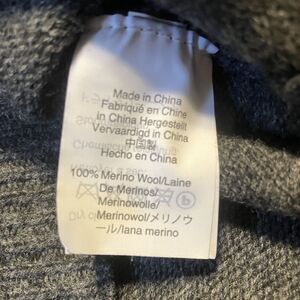 Made in China
Fabriqué en Chine
In China Hergestellt
Vervaardigd in China
中国製
Hecho en China
100% Merino Wool/Laine
De Merinos/
Merinowolle/
Merinowol/メリノウ
ール/lana merino